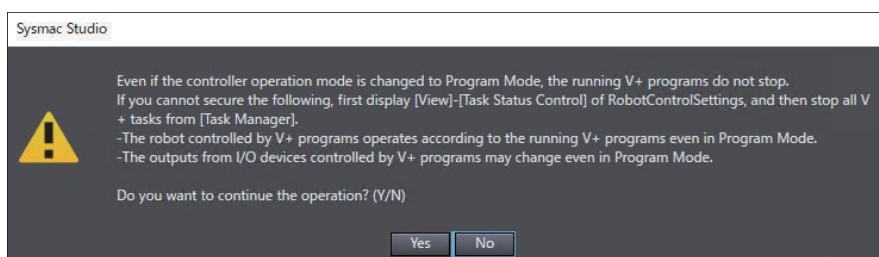 Sysmac Studio
Even if the controller operation mode is changed to Program Mode, the running V+ programs do not stop.
If you cannot secure the following, first display [View]-[Task Status Control] of RobotControlSettings, and then stop all V
+ tasks from [Task Manager].
-The robot controlled by V+ programs operates according to the running V+ programs even in Program Mode.
-The outputs from I/O devices controlled by V+ programs may change even in Program Mode.
Do you want to continue the operation? (Y/N)
Yes No